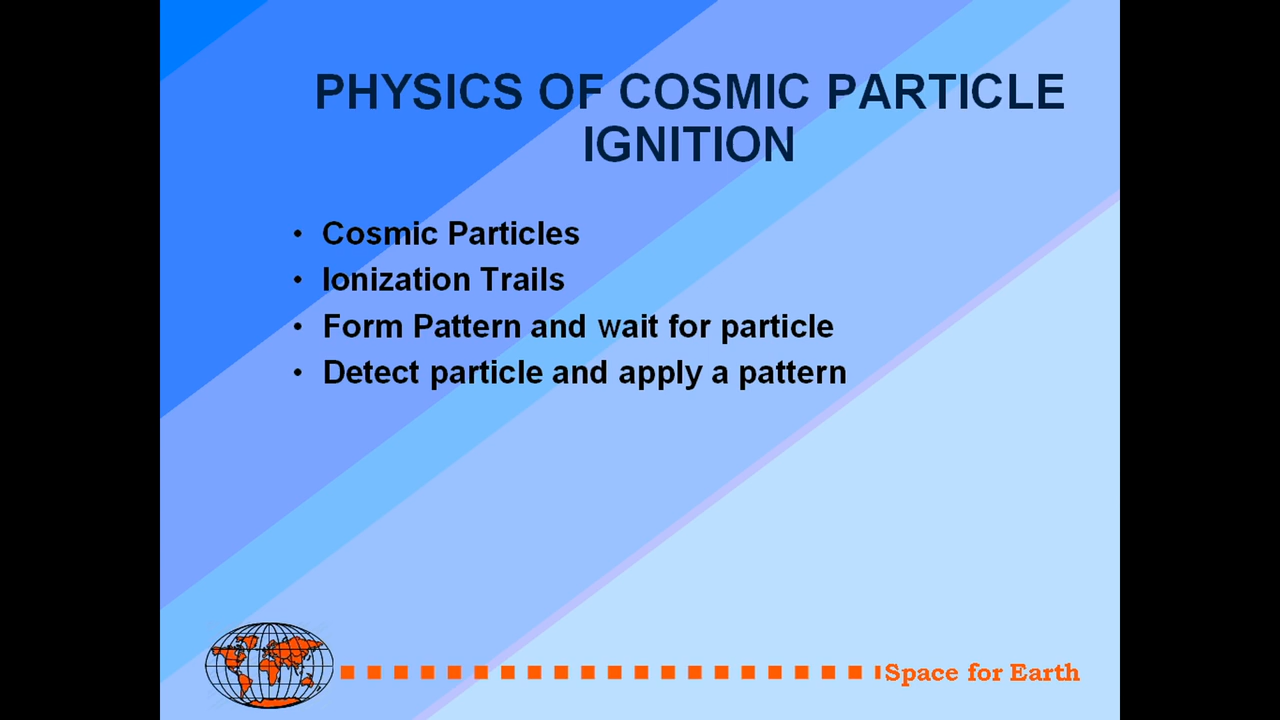 PHYSICS OF COSMIC PARTICLE
IGNITION
• Cosmic Particles
• Ionization Trails
• Form Pattern and wait for particle
• Detect particle and apply a pattern
Space for Earth